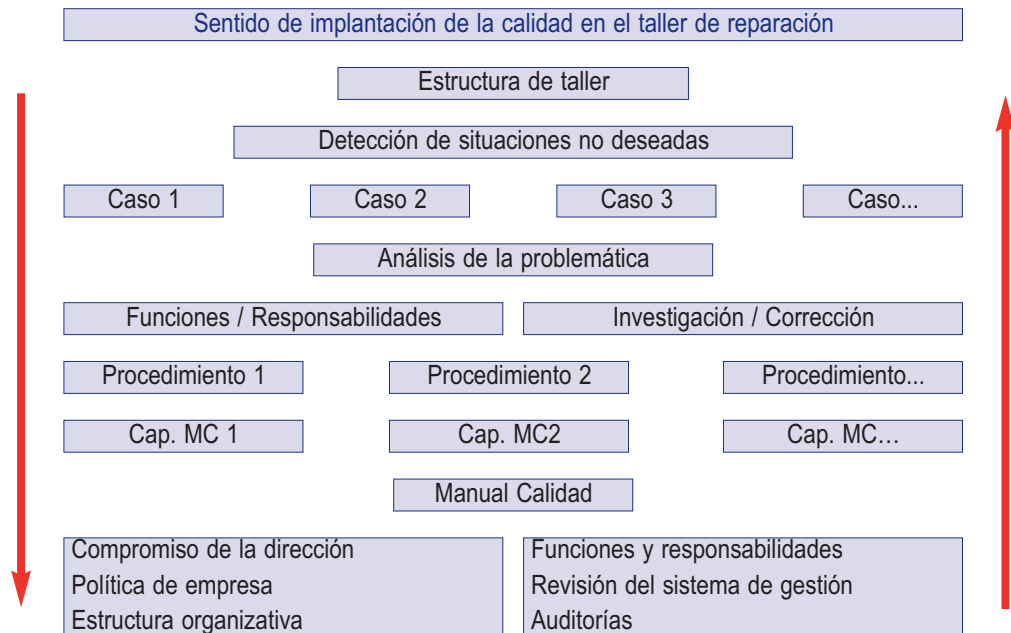 Sentido de implantación de la calidad en el taller de reparación
Estructura de taller
Detección de situaciones no deseadas
Caso 1
Caso 2
Caso 3
Caso...
Análisis de la problemática
Funciones / Responsabilidades
Investigación / Corrección
Procedimiento 1
Procedimiento 2
Procedimiento...
Cap. MC 1
Cap. MC2
Cap. MC…
Manual Calidad
Compromiso de la dirección
Política de empresa
Estructura organizativa
Funciones y responsabilidades
Revisión del sistema de gestión
Auditorías